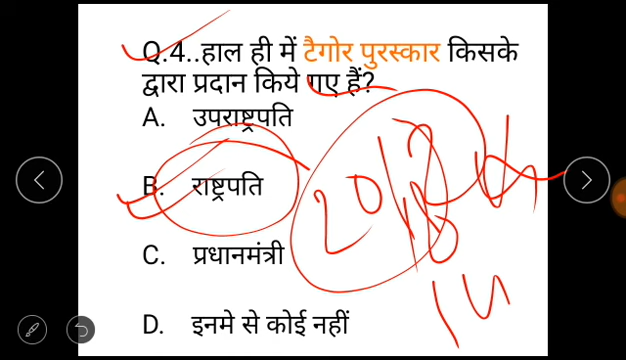 Q.4..हाल ही में टैगोर पुरस्कार किसके
द्वारा प्रदान किये गए हैं?
A. उपराष्ट्रपति
B. राष्ट्रपति
C. प्रधानमंत्री
D. इनमे से कोई नहीं